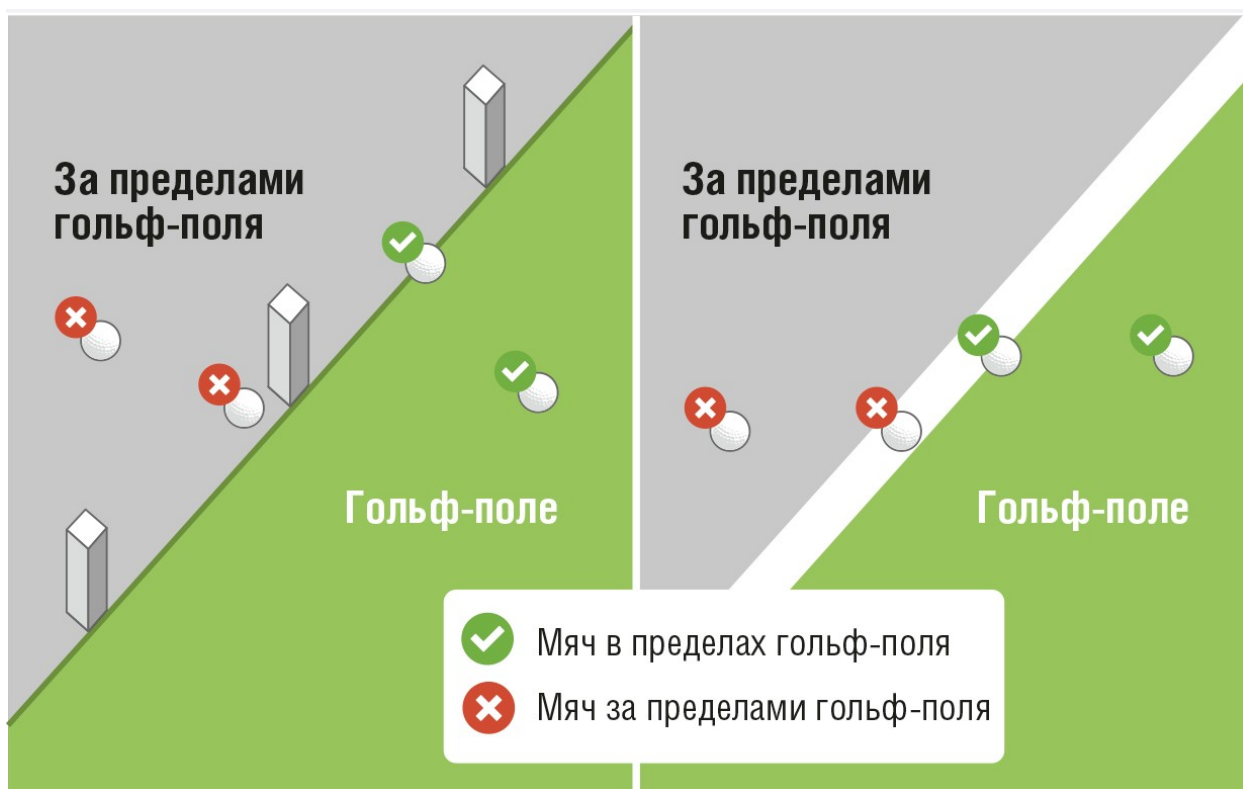 За пределами
гольф-поля
Гольф-поле
За пределами
гольф-поля
Гольф-поле
Мяч в пределах гольф-поля
Мяч за пределами гольф-поля